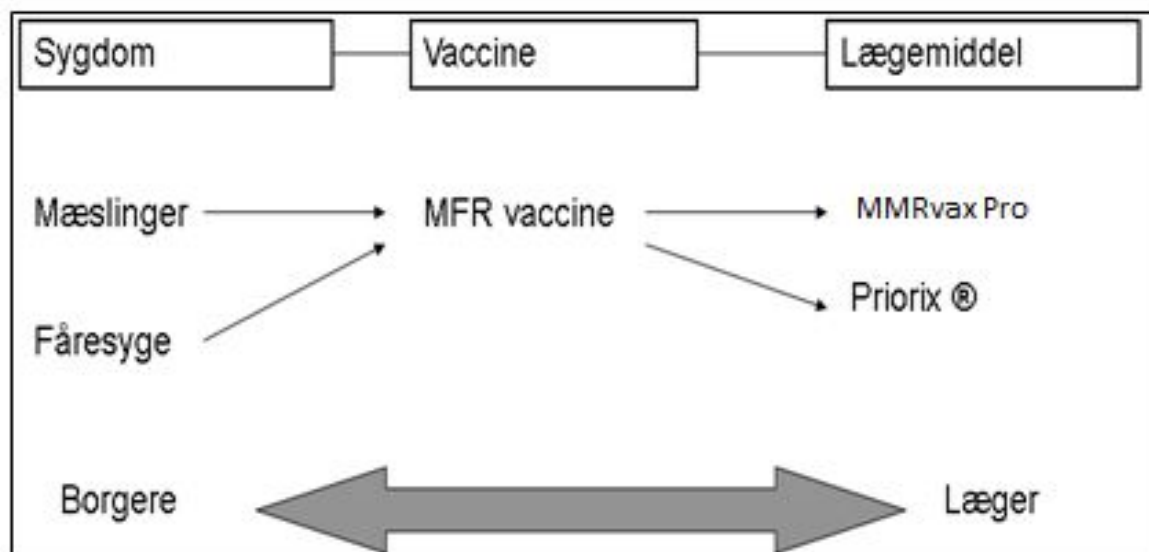 Sygdom
Vaccine
Lægemiddel
Mæslinger
MFR vaccine
MMRvax Pro
Priorix ®
Fåresyge
Borgere
Læger